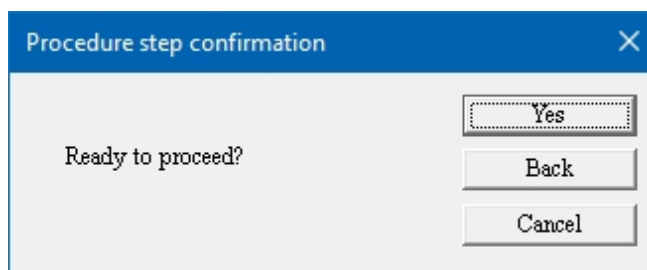 Procedure step confirmation
Ready to proceed?
Yes
Back
Cancel